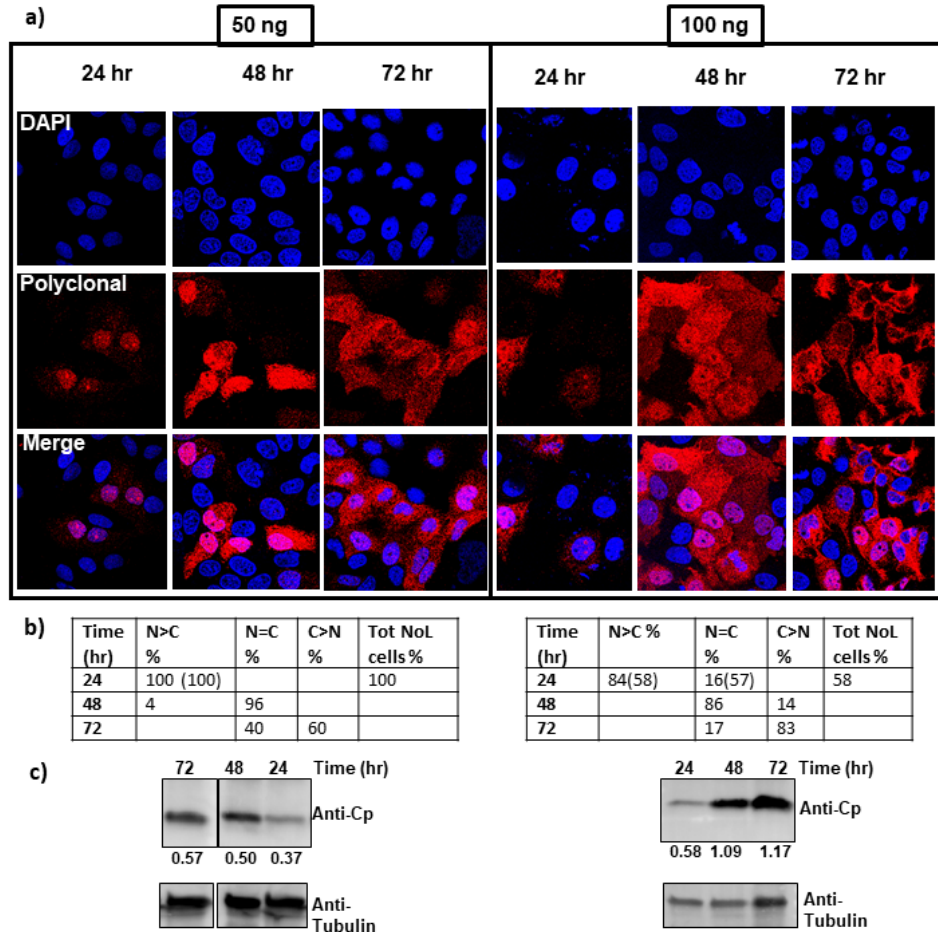 a)
50 ng
100 ng
24 hr 48 hr 72 hr
24 hr 48 hr 72 hr
DAPI
Polyclonal
Merge
b)
Time (hr) N>C % N=C % C>N % Tot NoL cells %
24 100 (100) 100
48 4 96
72 40 60
Time (hr) N>C % N=C % C>N % Tot NoL cells %
24 84(58) 16(57) 58
48 86 14
72 17 83
c)
72 48 24 Time (hr)
Anti-Cp
0.57 0.50 0.37
Anti-
Tubulin
24 48 72 Time (hr)
Anti-Cp
0.58 1.09 1.17
Anti-
Tubulin